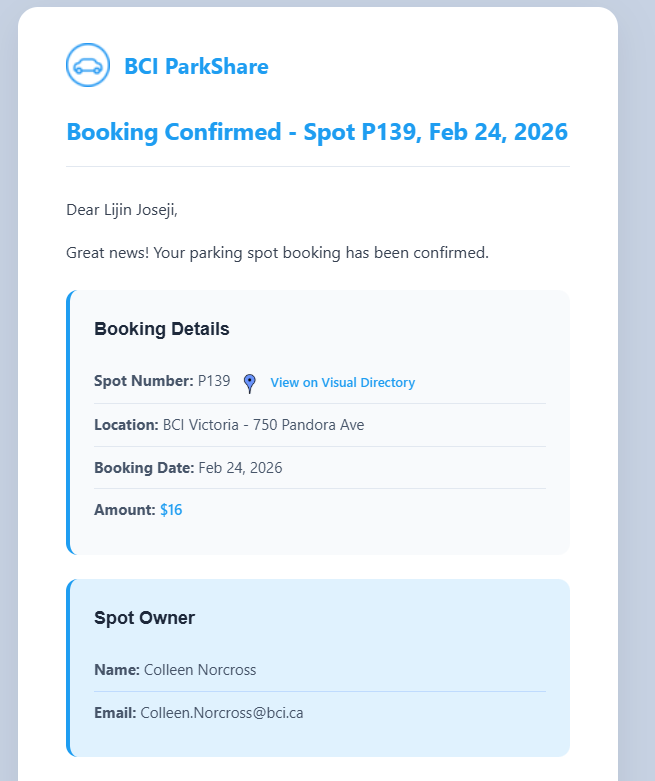 BCI ParkShare
Booking Confirmed - Spot P139, Feb 24, 2026
Dear Lijin Joseji,
Great news! Your parking spot booking has been confirmed.
Booking Details
Spot Number: P139 View on Visual Directory
Location: BCI Victoria - 750 Pandora Ave
Booking Date: Feb 24, 2026
Amount: $16
Spot Owner
Name: Colleen Norcross
Email: Colleen.Norcross@bci.ca